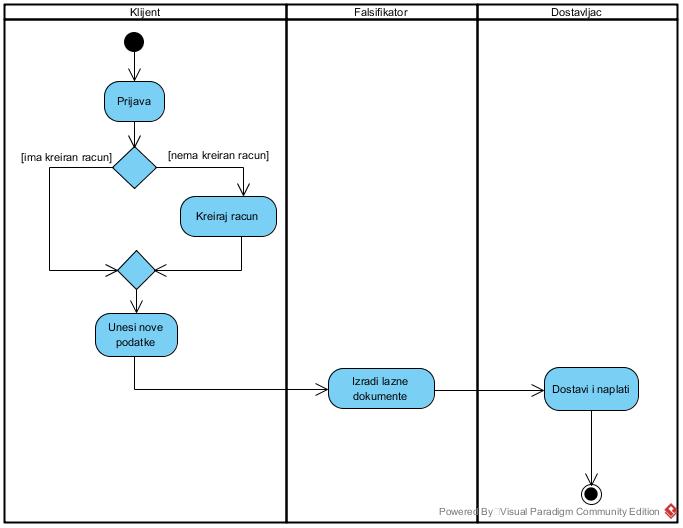 Klijent
Falsifikator
Dostavljac
Prijava
[ima kreiran racun]
[nema kreiran racun]
Kreiraj racun
Unesi nove
podatke
Izradi lazne
dokumente
Dostavi i naplati
Powered By Visual Paradigm Community Edition